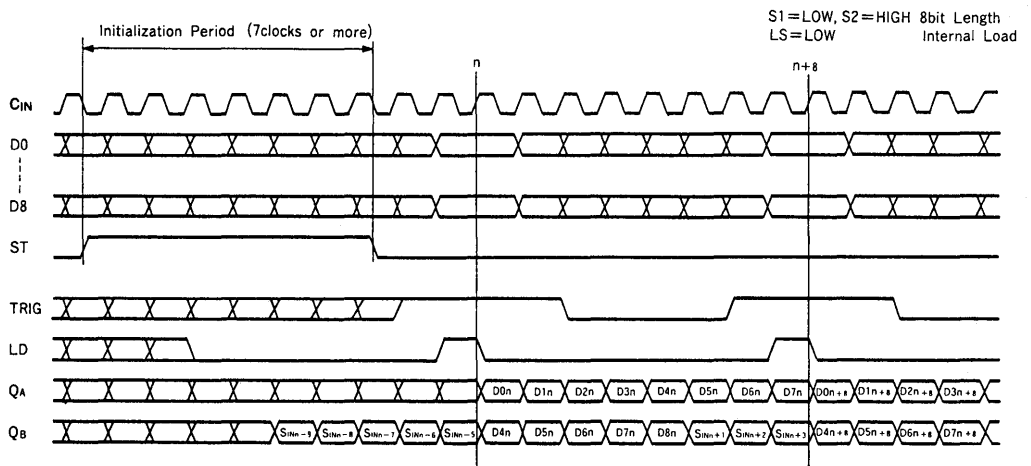 S1=LOW, S2=HIGH 8bit Length
LS=LOW Internal Load
Initialization Period (7clocks or more)
n n+8
CIN
D0
D8
ST
TRIG
LD
QA D0n D1n D2n D3n D4n D5n D6n D7n D0n+8 D1n+8 D2n+8 D3n+8
QB SINn-9 SINn-8 SINn-7 SINn-6 SINn-5 D4n D5n D6n D7n D8n SINn+1 SINn+2 SINn+3 D4n+8 D5n+8 D6n+8 D7n+8